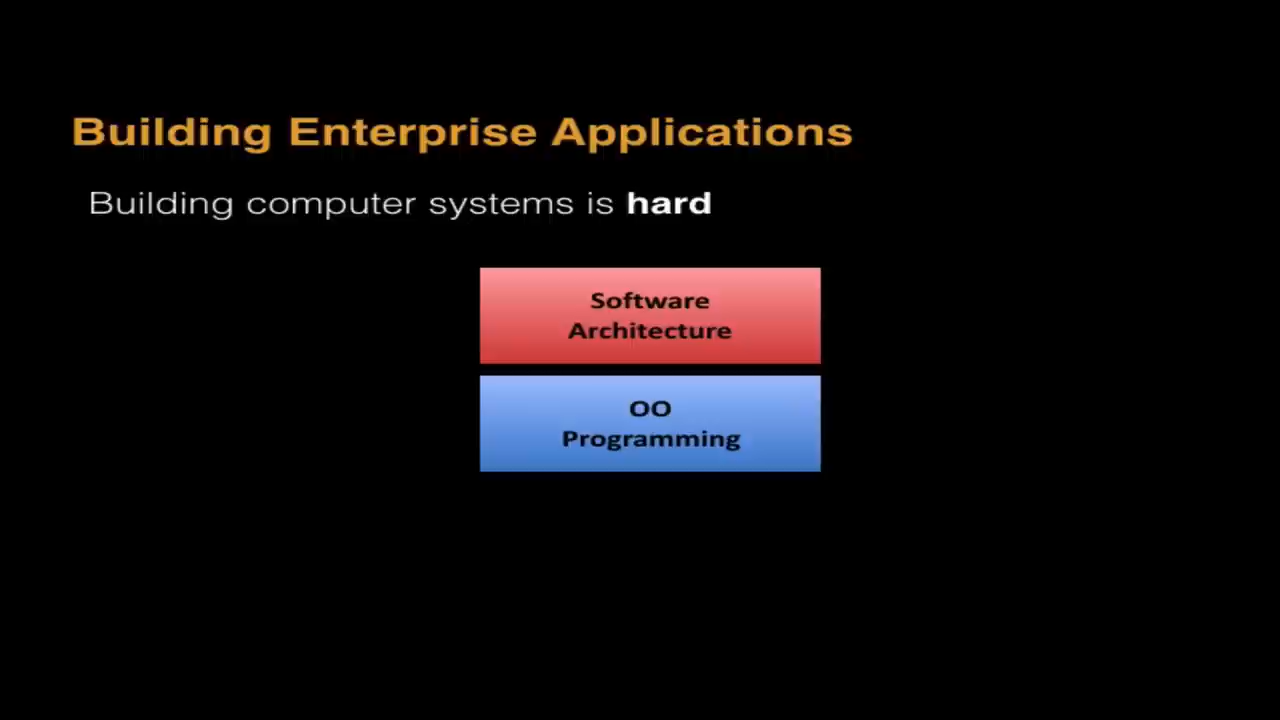 Building Enterprise Applications
Building computer systems is hard
Software
Architecture
OO
Programming